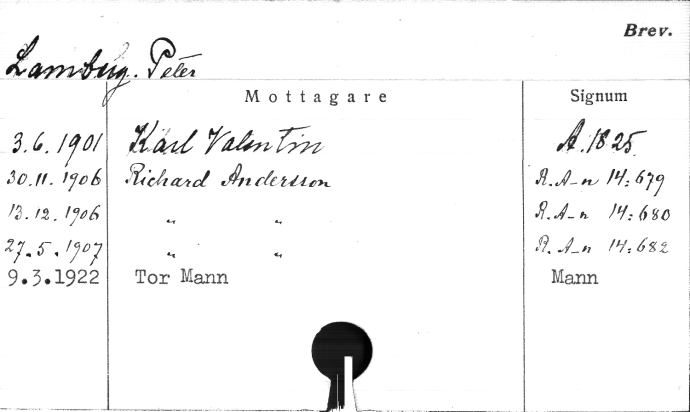 Brev.
Lamberg. Peter
Mottagare Signum
3.6.1901 Karl Valentin A.1825
30.11.1906 Richard Andersson R.A-n 14:679
13.12.1906 " " R.A-n 14:680
27.5.1907 " " R.A-n 14:682
9.3.1922 Tor Mann Mann